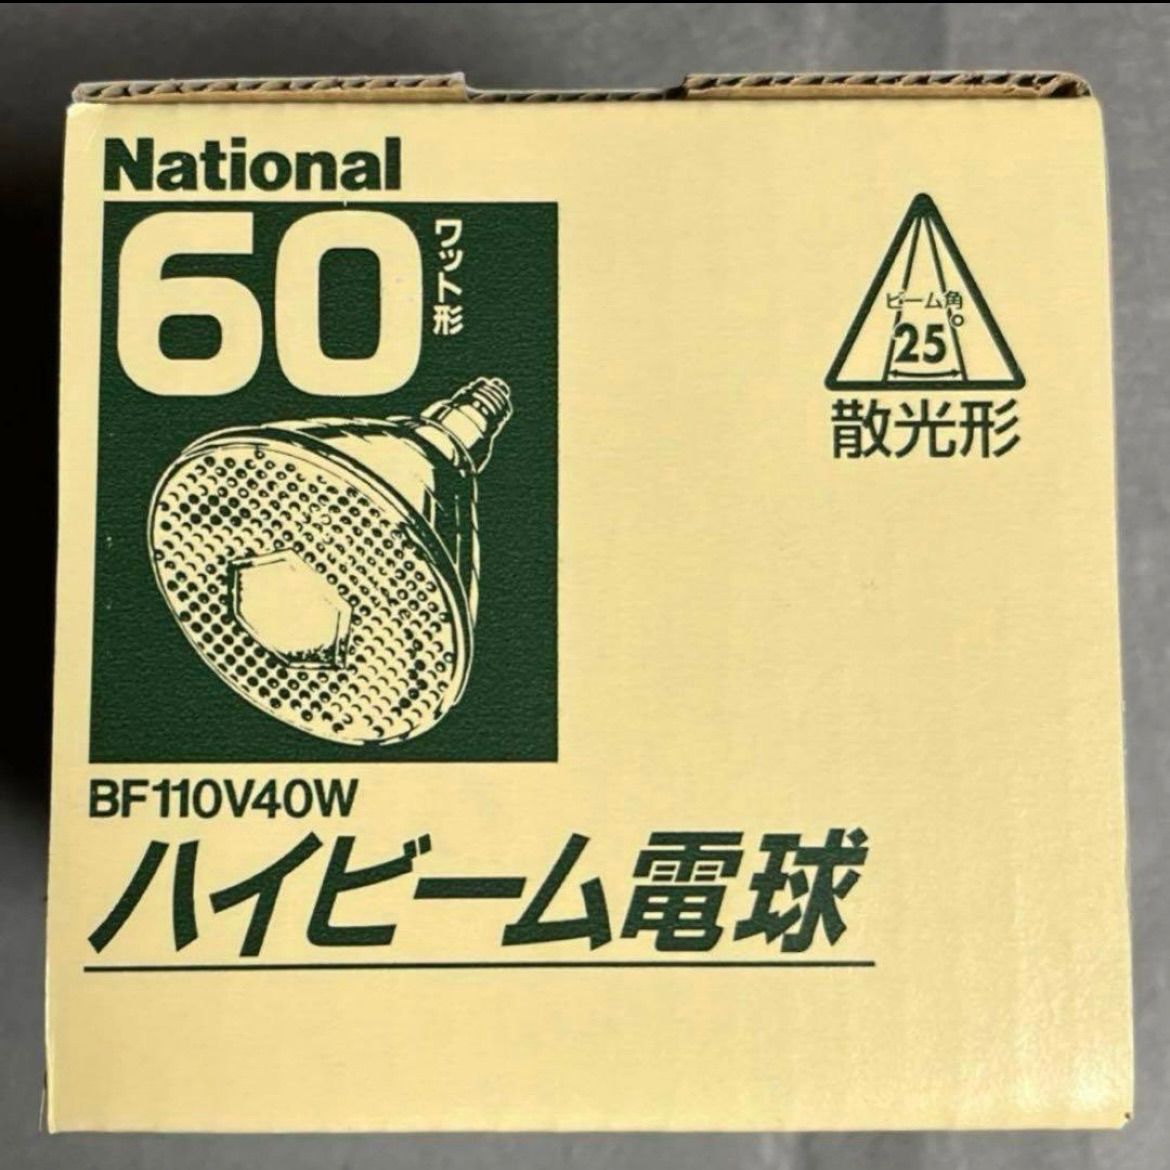 National
60
ワット形
ビーム角
25°
散光形
BF110V40W
ハイビーム電球